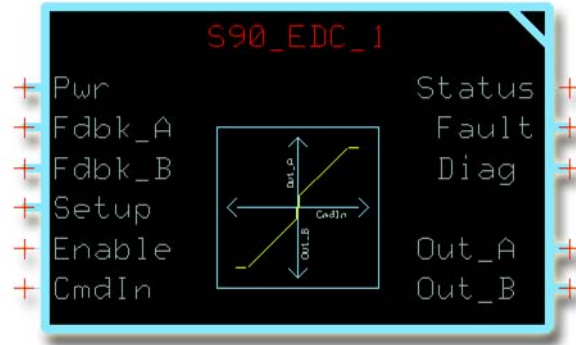 S90_EDC_1
Pwr
Fdbk_A
Fdbk_B
Setup
Enable
CmdIn
Out_A
CmdIn
Out_B
Status
Fault
Diag
Out_A
Out_B